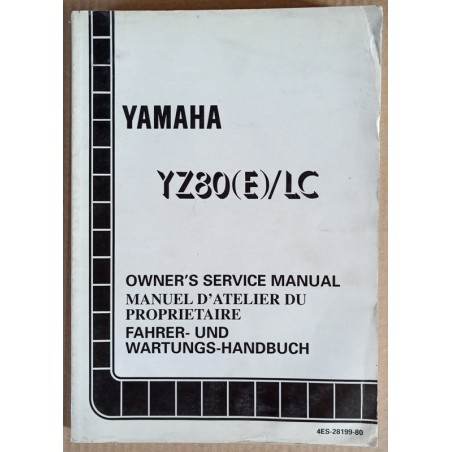 YAMAHA
YZ80(E)/LC
OWNER'S SERVICE MANUAL
MANUEL D'ATELIER DU
PROPRIETAIRE
FAHRER- UND
WARTUNGS-HANDBUCH
4ES-28199-80